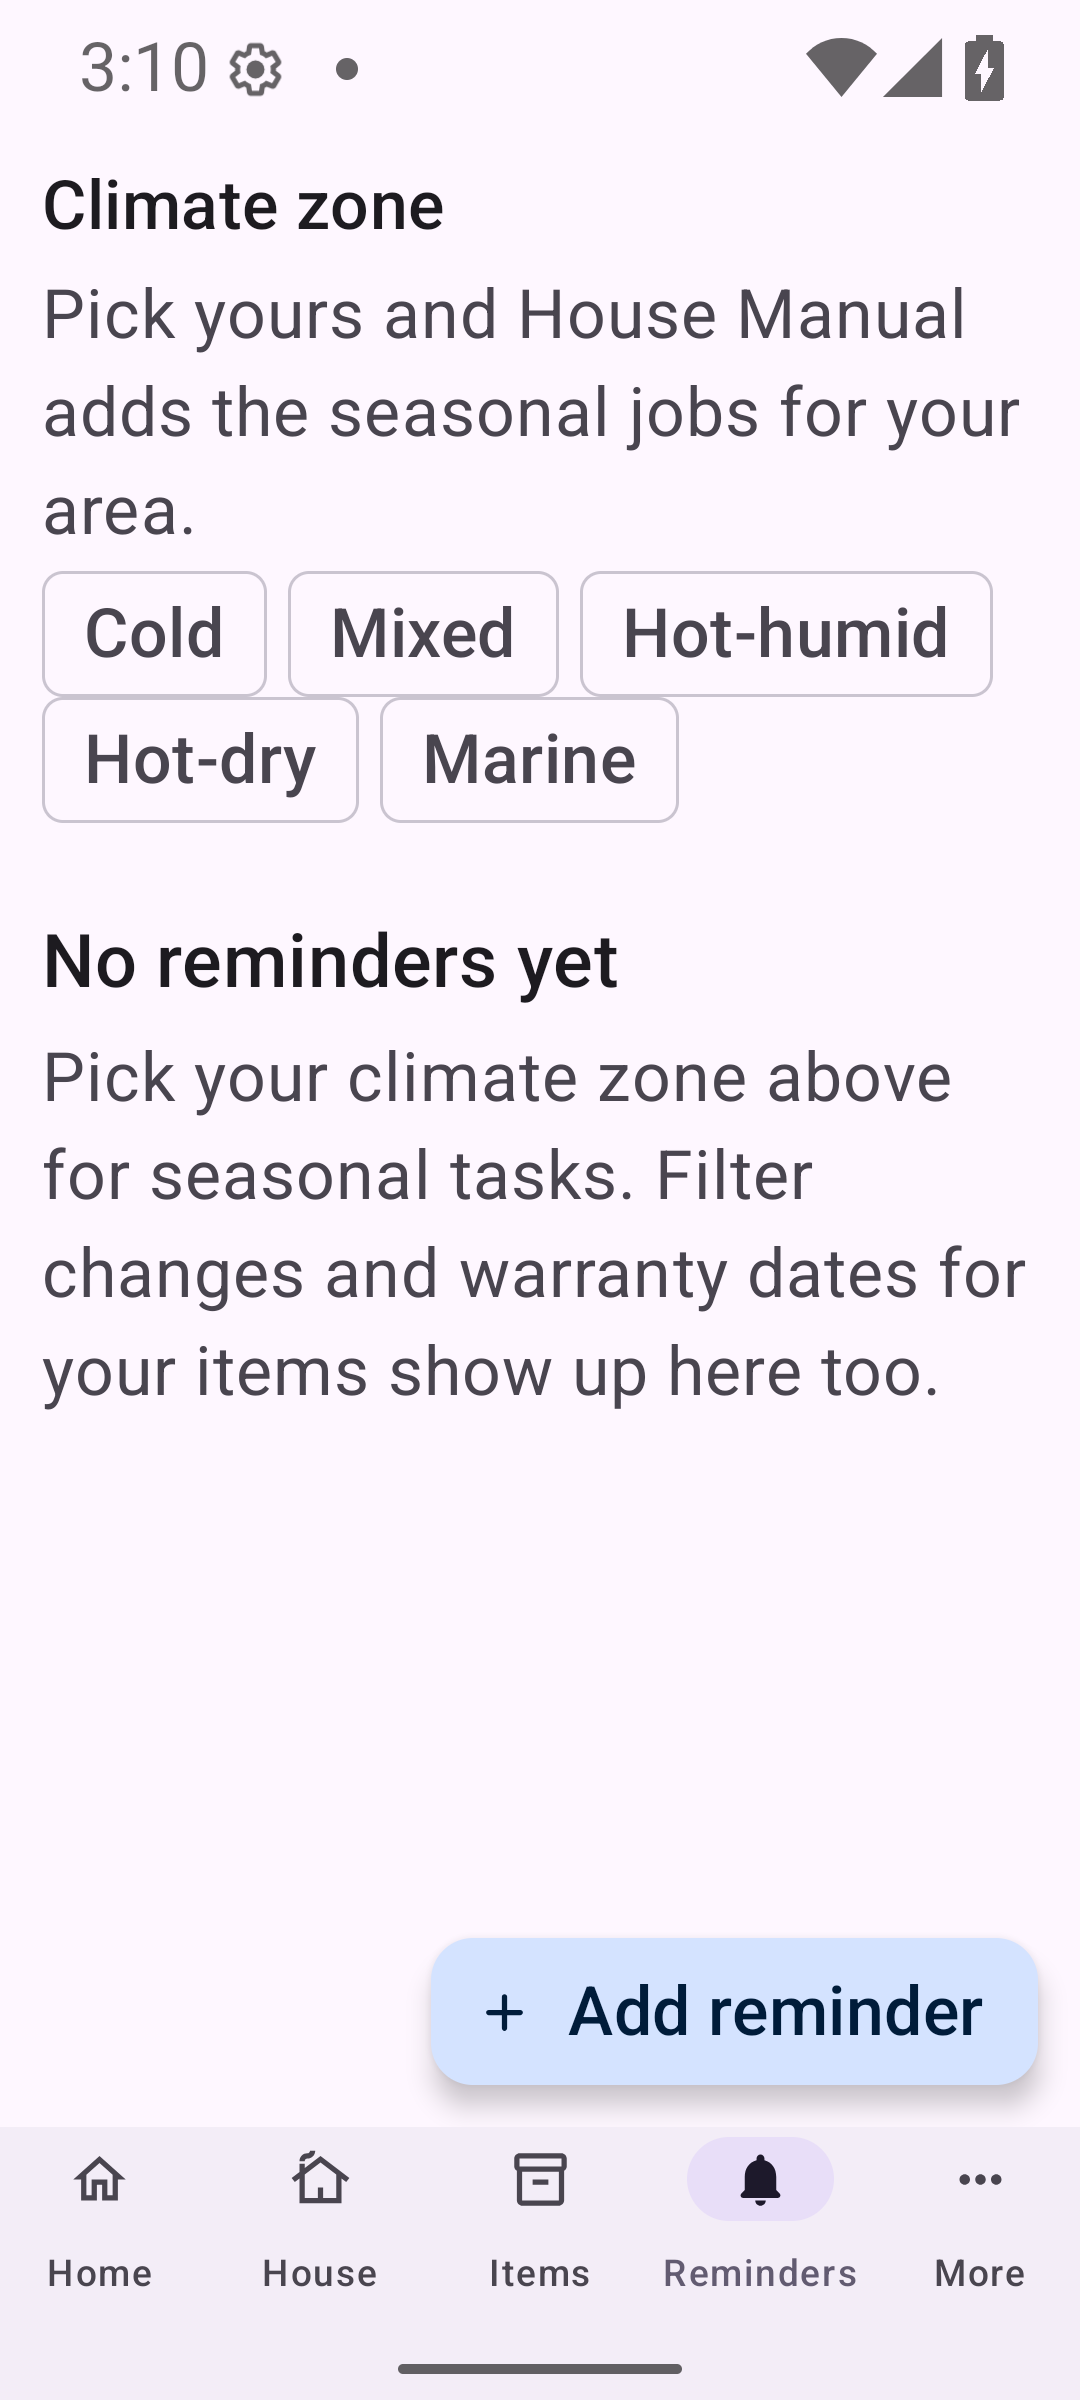 3:10
Climate zone
Pick yours and House Manual
adds the seasonal jobs for your
area.
Cold
Mixed
Hot-humid
Hot-dry
Marine
No reminders yet
Pick your climate zone above
for seasonal tasks. Filter
changes and warranty dates for
your items show up here too.
+ Add reminder
Home
House
Items
Reminders
More